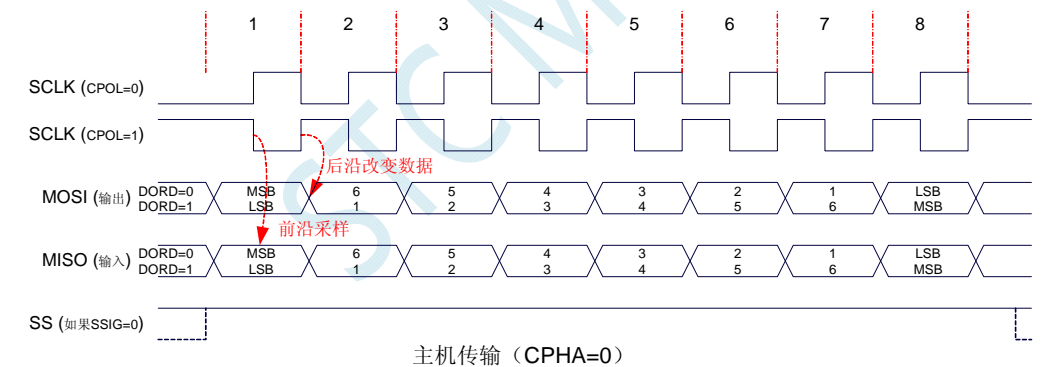 1 2 3 4 5 6 7 8
SCLK (CPOL=0)
SCLK (CPOL=1)
后沿改变数据
MOSI (输出) DORD=0 MSB 6 5 4 3 2 1 LSB
DORD=1 LSB 1 2 3 4 5 6 MSB
前沿采样
MISO (输入) DORD=0 MSB 6 5 4 3 2 1 LSB
DORD=1 LSB 1 2 3 4 5 6 MSB
SS (如果SSIG=0)
主机传输（CPHA=0）
STC M